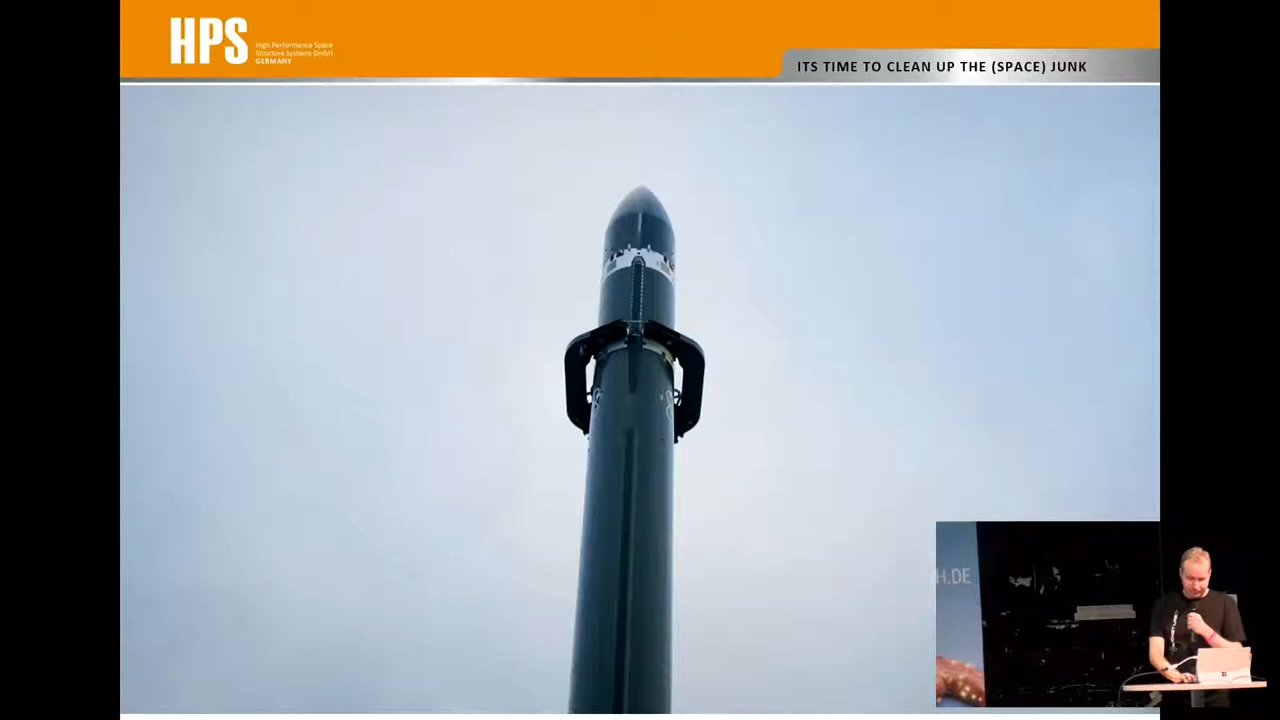 HPS
High Performance Space
Structure Systems GmbH
GERMANY
ITS TIME TO CLEAN UP THE (SPACE) JUNK
H.DE